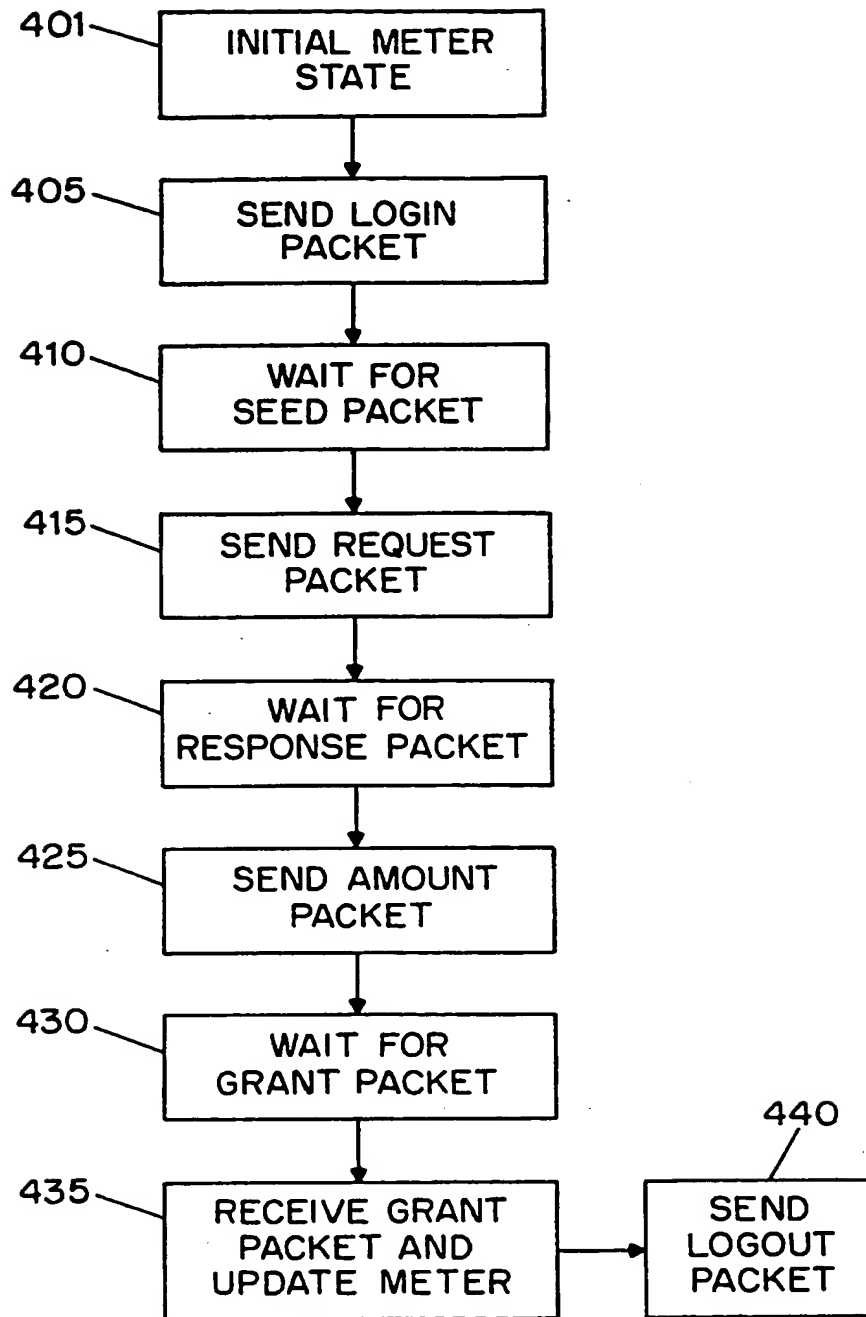 401
INITIAL METER
STATE
405
SEND LOGIN
PACKET
410
WAIT FOR
SEED PACKET
415
SEND REQUEST
PACKET
420
WAIT FOR
RESPONSE PACKET
425
SEND AMOUNT
PACKET
430
WAIT FOR
GRANT PACKET
435
RECEIVE GRANT
PACKET AND
UPDATE METER
440
SEND
LOGOUT
PACKET